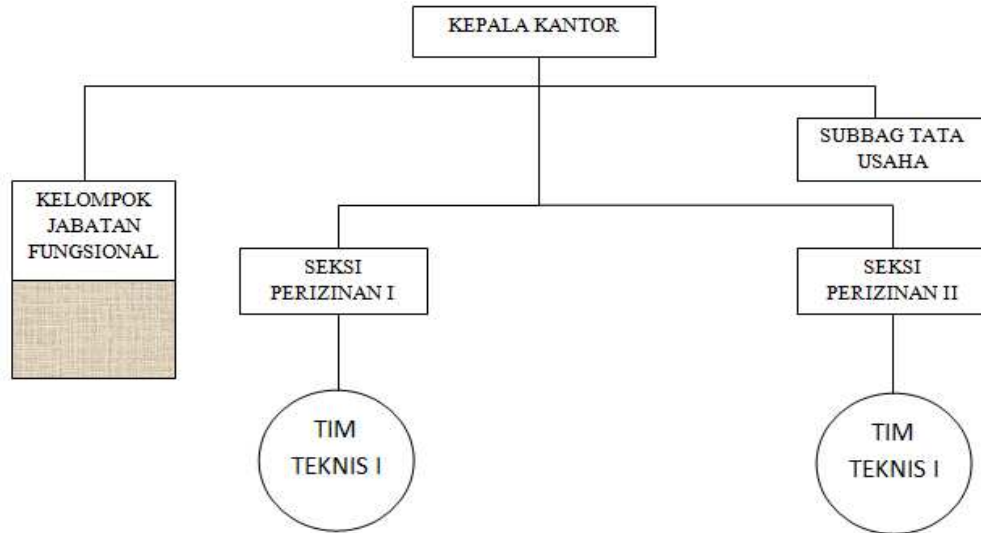 KEPALA KANTOR
SUBBAG TATA
USAHA
KELOMPOK
JABATAN
FUNGSIONAL
SEKSI
PERIZINAN I
SEKSI
PERIZINAN II
TIM
TEKNIS I
TIM
TEKNIS I